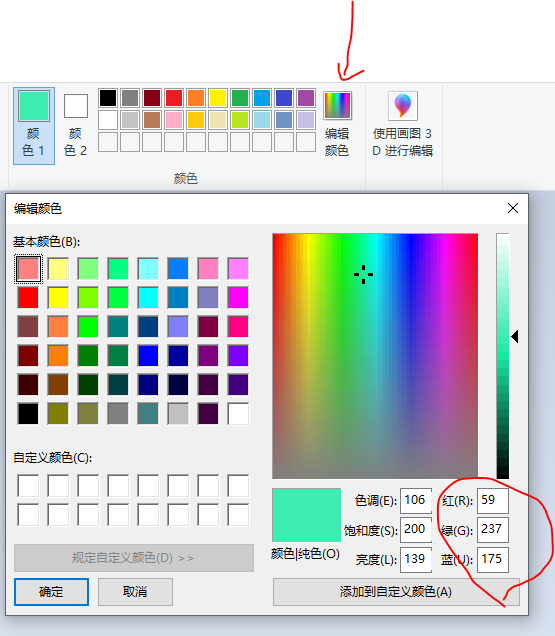 颜
色 1
颜
色 2
编辑
颜色
使用画图 3
D 进行编辑
颜色
编辑颜色
基本颜色(B):
自定义颜色(C):
规定自定义颜色(D) >>
确定
取消
颜色|纯色(O)
色调(E): 106
饱和度(S): 200
亮度(L): 139
红(R): 59
绿(G): 237
蓝(U): 175
添加到自定义颜色(A)